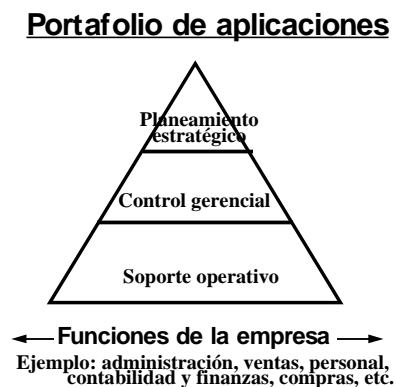 Portafolio de aplicaciones
Planeamiento
estratégico
Control gerencial
Soporte operativo
Funciones de la empresa
Ejemplo: administración, ventas, personal,
contabilidad y finanzas, compras, etc.